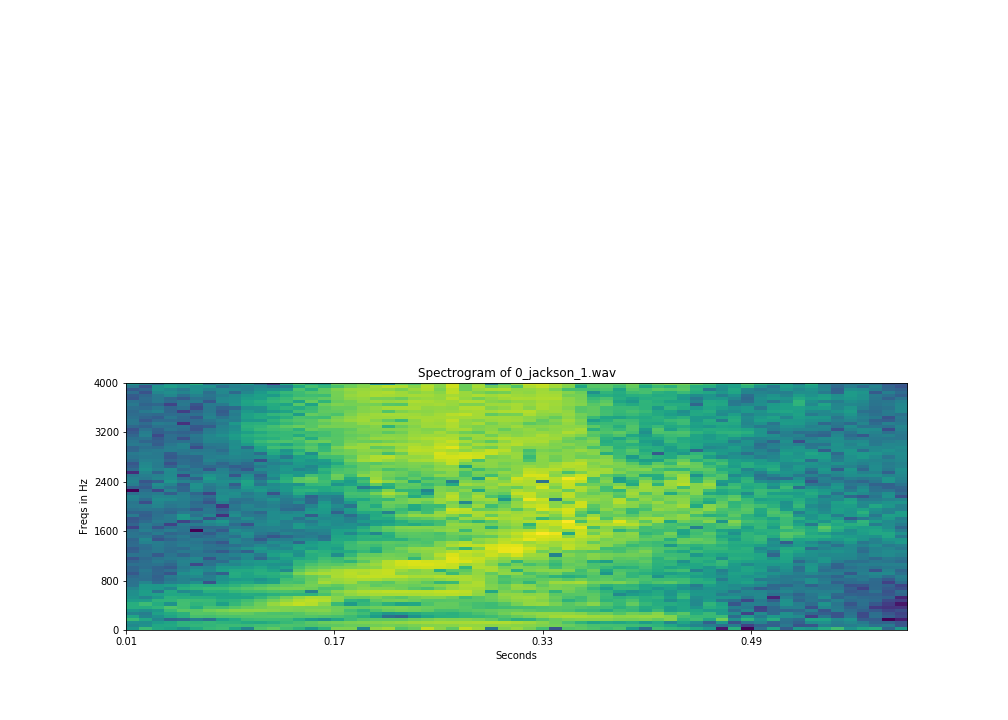 Spectrogram of 0_jackson_1.wav
4000
3200
2400
1600
800
0
Freqs in Hz
0.01 0.17 0.33 0.49
Seconds